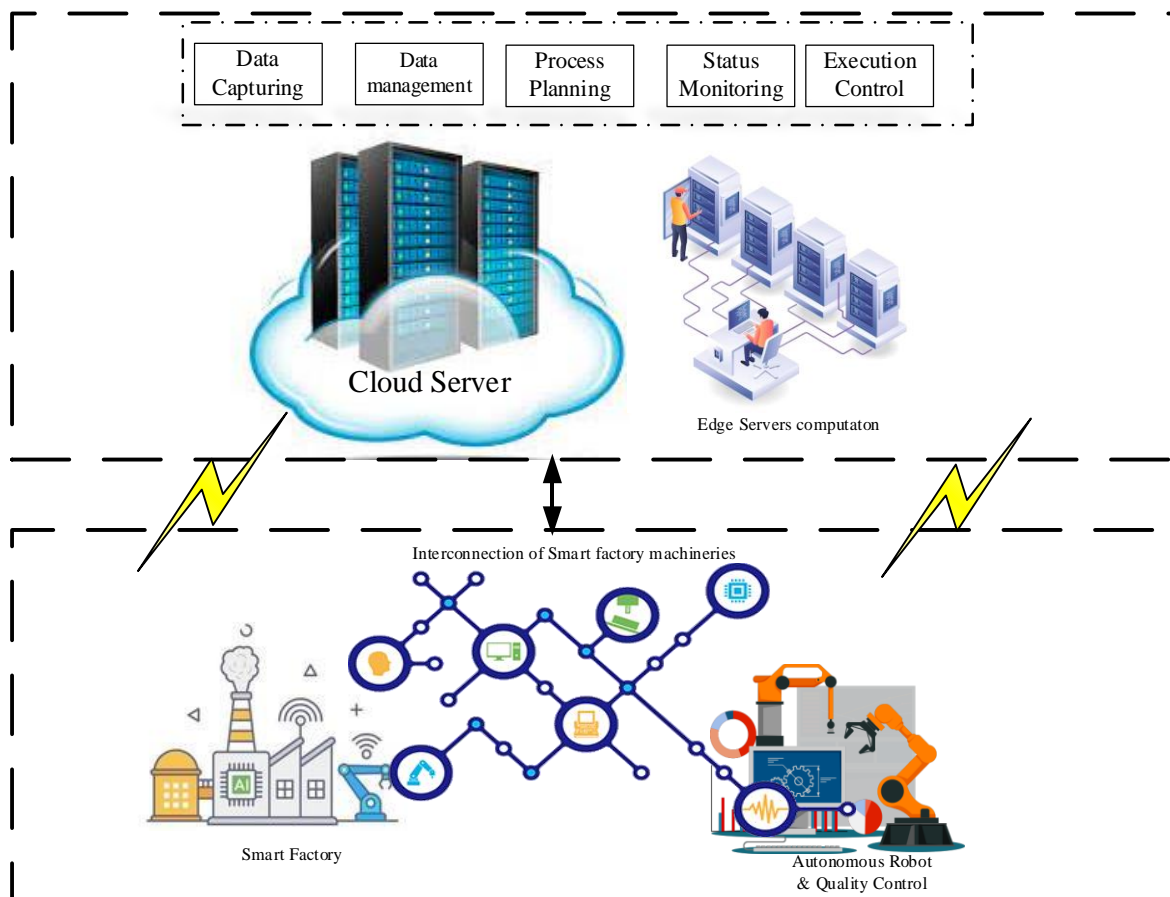 Data
Capturing
Data
management
Process
Planning
Status
Monitoring
Execution
Control
Cloud Server
Edge Servers computaton
Interconnection of Smart factory machineries
AI
Smart Factory
Autonomous Robot
& Quality Control